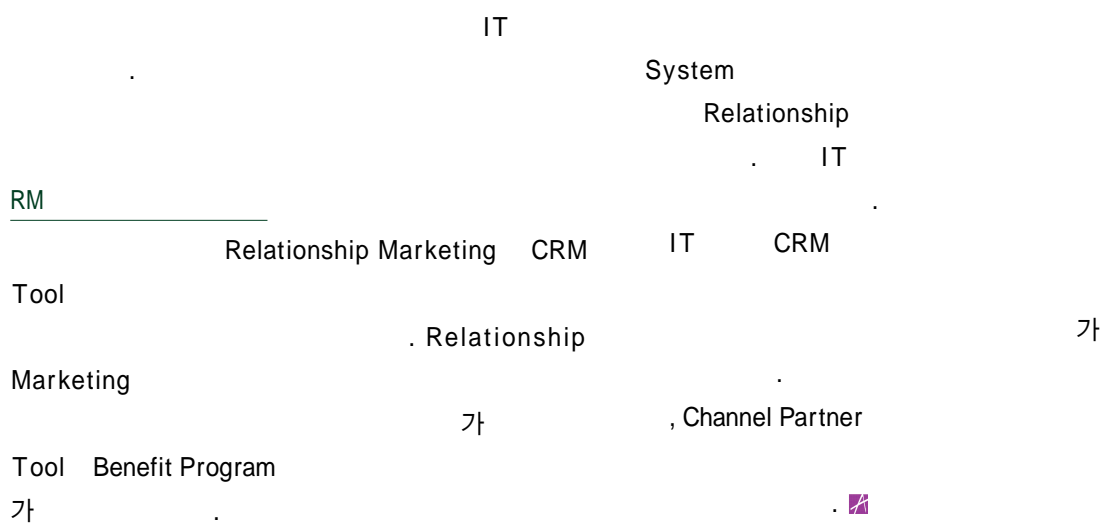 IT
.
RM
Relationship Marketing CRM
Tool
. Relationship
Marketing
가
Tool Benefit Program
가 .
System
Relationship
. IT
.
IT CRM
가
.
, Channel Partner
.